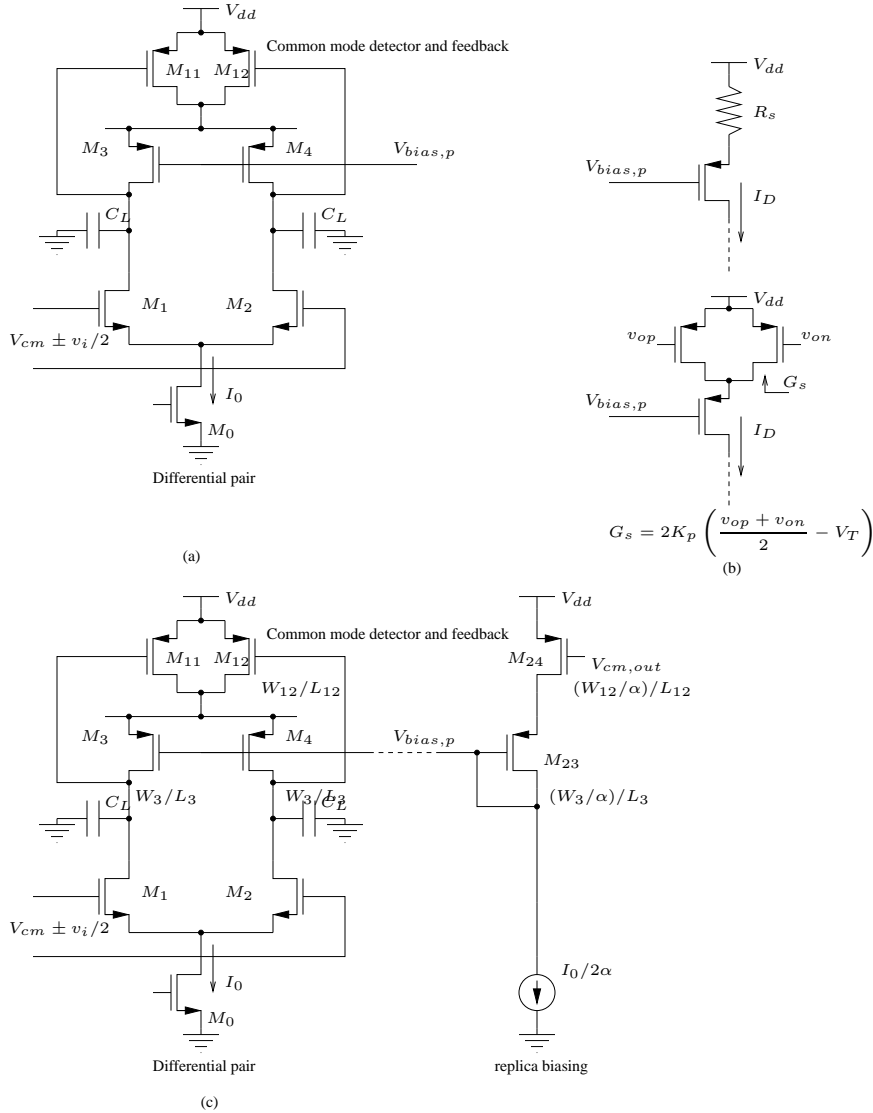 V_dd
Common mode detector and feedback
M_11
M_12
M_3
M_4
V_bias,p
C_L
C_L
M_1
M_2
V_cm ± v_i/2
I_0
M_0
Differential pair
(a)
V_dd
R_s
V_bias,p
I_D
V_dd
v_op
v_on
G_s
V_bias,p
I_D
G_s = 2K_p ( (v_op + v_on)/2 − V_T )
(b)
V_dd
Common mode detector and feedback
M_11
M_12
W_12/L_12
M_3
M_4
V_bias,p
W_3/L_3
W_3/L_3
C_L
C_L
M_1
M_2
V_cm ± v_i/2
I_0
M_0
Differential pair
V_dd
M_24
V_cm,out
(W_12/α)/L_12
M_23
(W_3/α)/L_3
I_0/2α
replica biasing
(c)